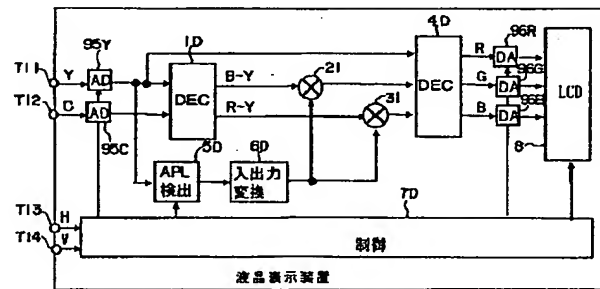 T11
Y
95Y
AD
T12
C
AD
95C
1D
DEC
B-Y
R-Y
21
31
4D
DEC
R
G
B
96R
DA
96G
DA
96B
DA
LCD
8
5D
APL
検出
6D
入出力
変換
T13
H
T14
V
7D
制御
液晶表示装置